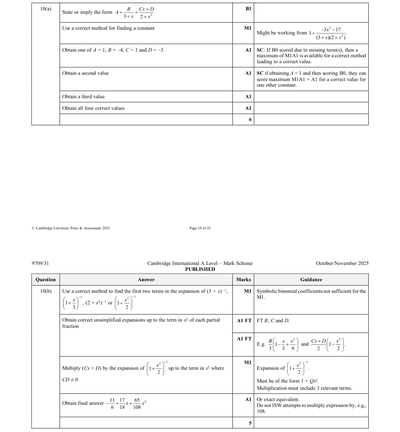 10(a)
State or imply the form A + B/(3 + x) + (Cx + D)/(2 + x²)
B1
Use a correct method for finding a constant
M1
Might be working from 1 + (−3x² − 17)/((3 + x)(2 + x²))
Obtain one of A = 1, B = −4, C = 1 and D = −3
A1
SC: If B0 scored due to missing term(s), then a
maximum of M1A1 is available for a correct method
leading to a correct value.
Obtain a second value
A1
SC if obtaining A = 1 and then scoring B0, they can
score maximum M1A1 + A1 for a correct value for
one other constant.
Obtain a third value
A1
Obtain all four correct values
A1
6
© Cambridge University Press & Assessment 2025
Page 19 of 22
9709/31
Cambridge International A Level – Mark Scheme
PUBLISHED
October/November 2025
Question
Answer
Marks
Guidance
10(b)
Use a correct method to find the first two terms in the expansion of (3 + x)⁻¹,
(1 + x/3)⁻¹, (2 + x²)⁻¹ or (1 + x²/2)⁻¹
M1
Symbolic binomial coefficients not sufficient for the
M1.
Obtain correct unsimplified expansions up to the term in x² of each partial
fraction
A1 FT
FT B, C and D.
A1 FT
E.g. B/3(1 − x/3 + x²/9) and (Cx + D)/2(1 − x²/2).
Multiply (Cx + D) by the expansion of (1 + x²/2)⁻¹ up to the term in x² where
CD ≠ 0
M1
Expansion of (1 + x²/2)⁻¹.
Must be of the form 1 + Qx².
Multiplication must include 3 relevant terms.
Obtain final answer −11/6 + 17/18 x + 65/108 x²
A1
Or exact equivalent.
Do not ISW attempts to multiply expression by, e.g.,
108.
5